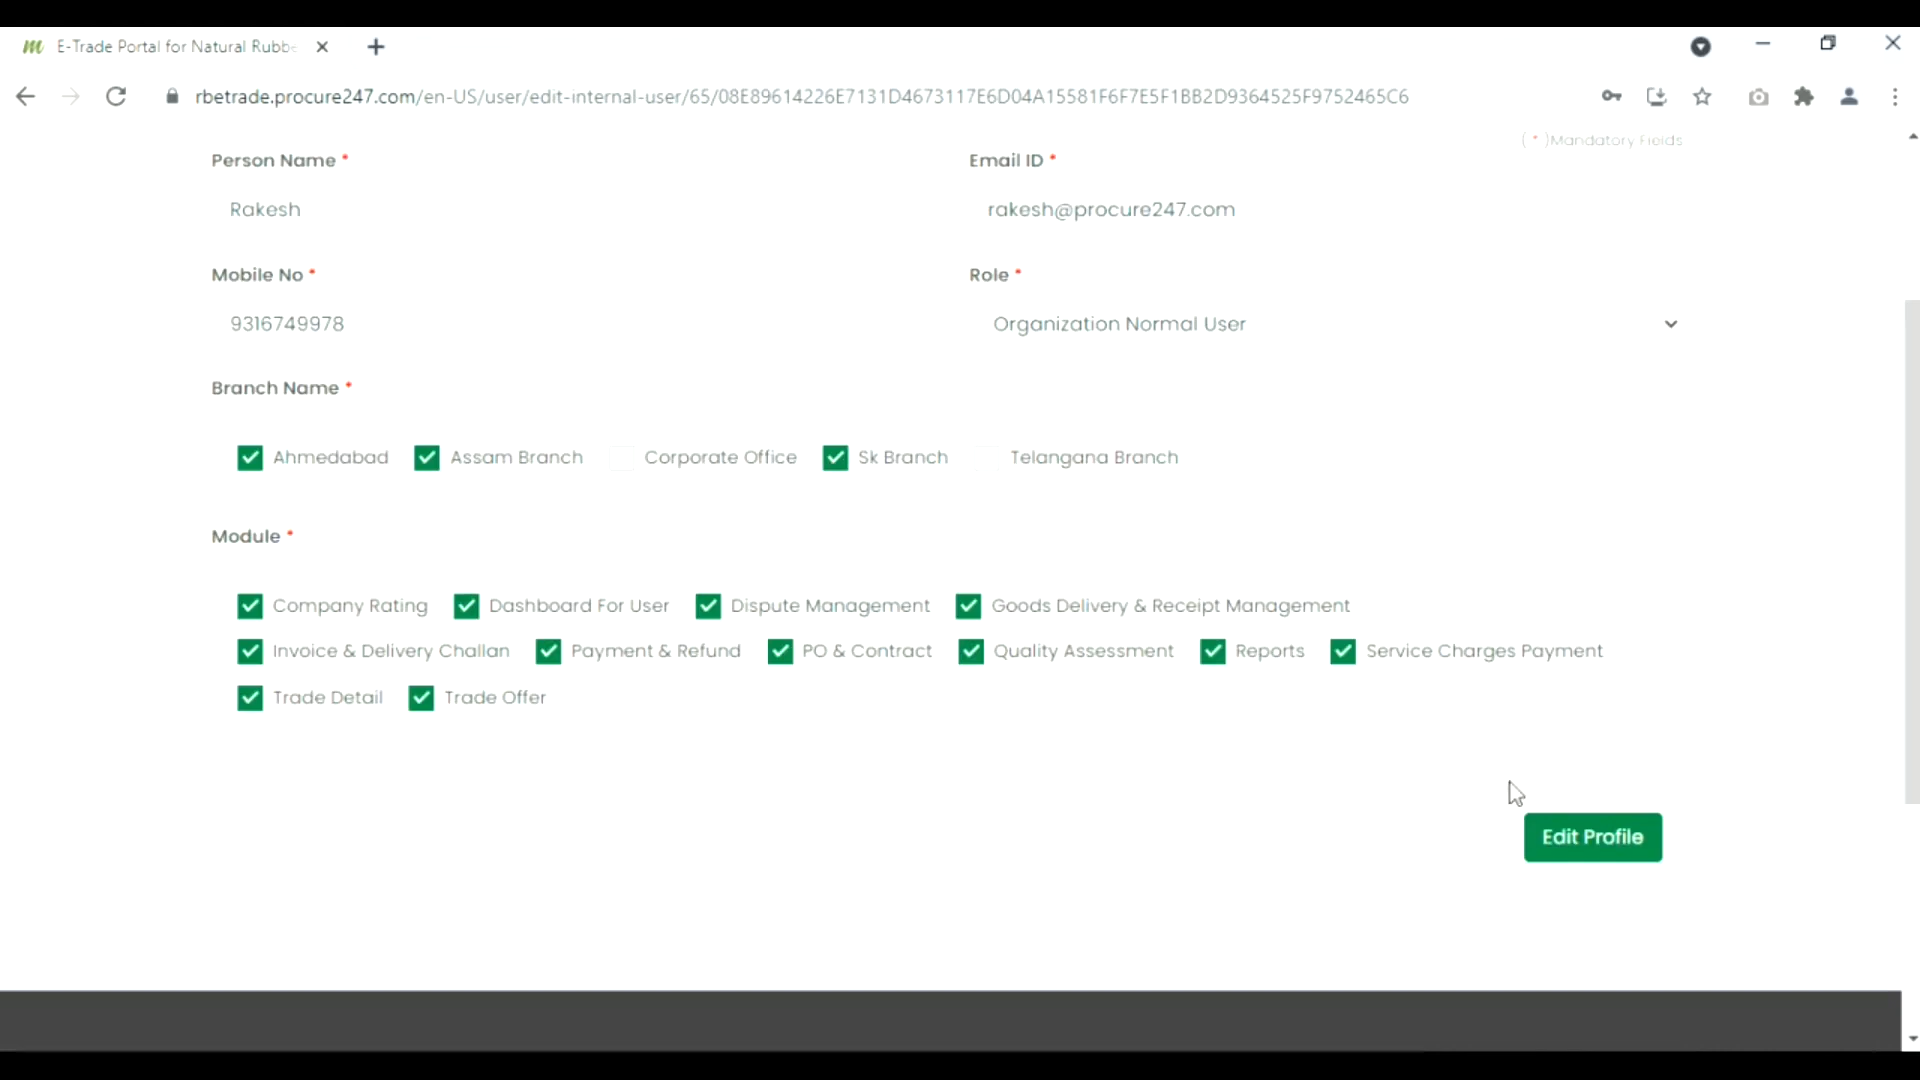 E-Trade Portal for Natural Rubbe
rbetrade.procure247.com/en-US/user/edit-internal-user/65/08E89614226E7131D4673117E6D04A15581F6F7E5F1BB2D9364525F9752465C6
( * )Mandatory Fields
Person Name * Email ID *
Rakesh rakesh@procure247.com
Mobile No * Role *
9316749978 Organization Normal User
Branch Name *
Ahmedabad Assam Branch Corporate Office Sk Branch Telangana Branch
Module *
Company Rating Dashboard For User Dispute Management Goods Delivery & Receipt Management
Invoice & Delivery Challan Payment & Refund PO & Contract Quality Assessment Reports Service Charges Payment
Trade Detail Trade Offer
Edit Profile